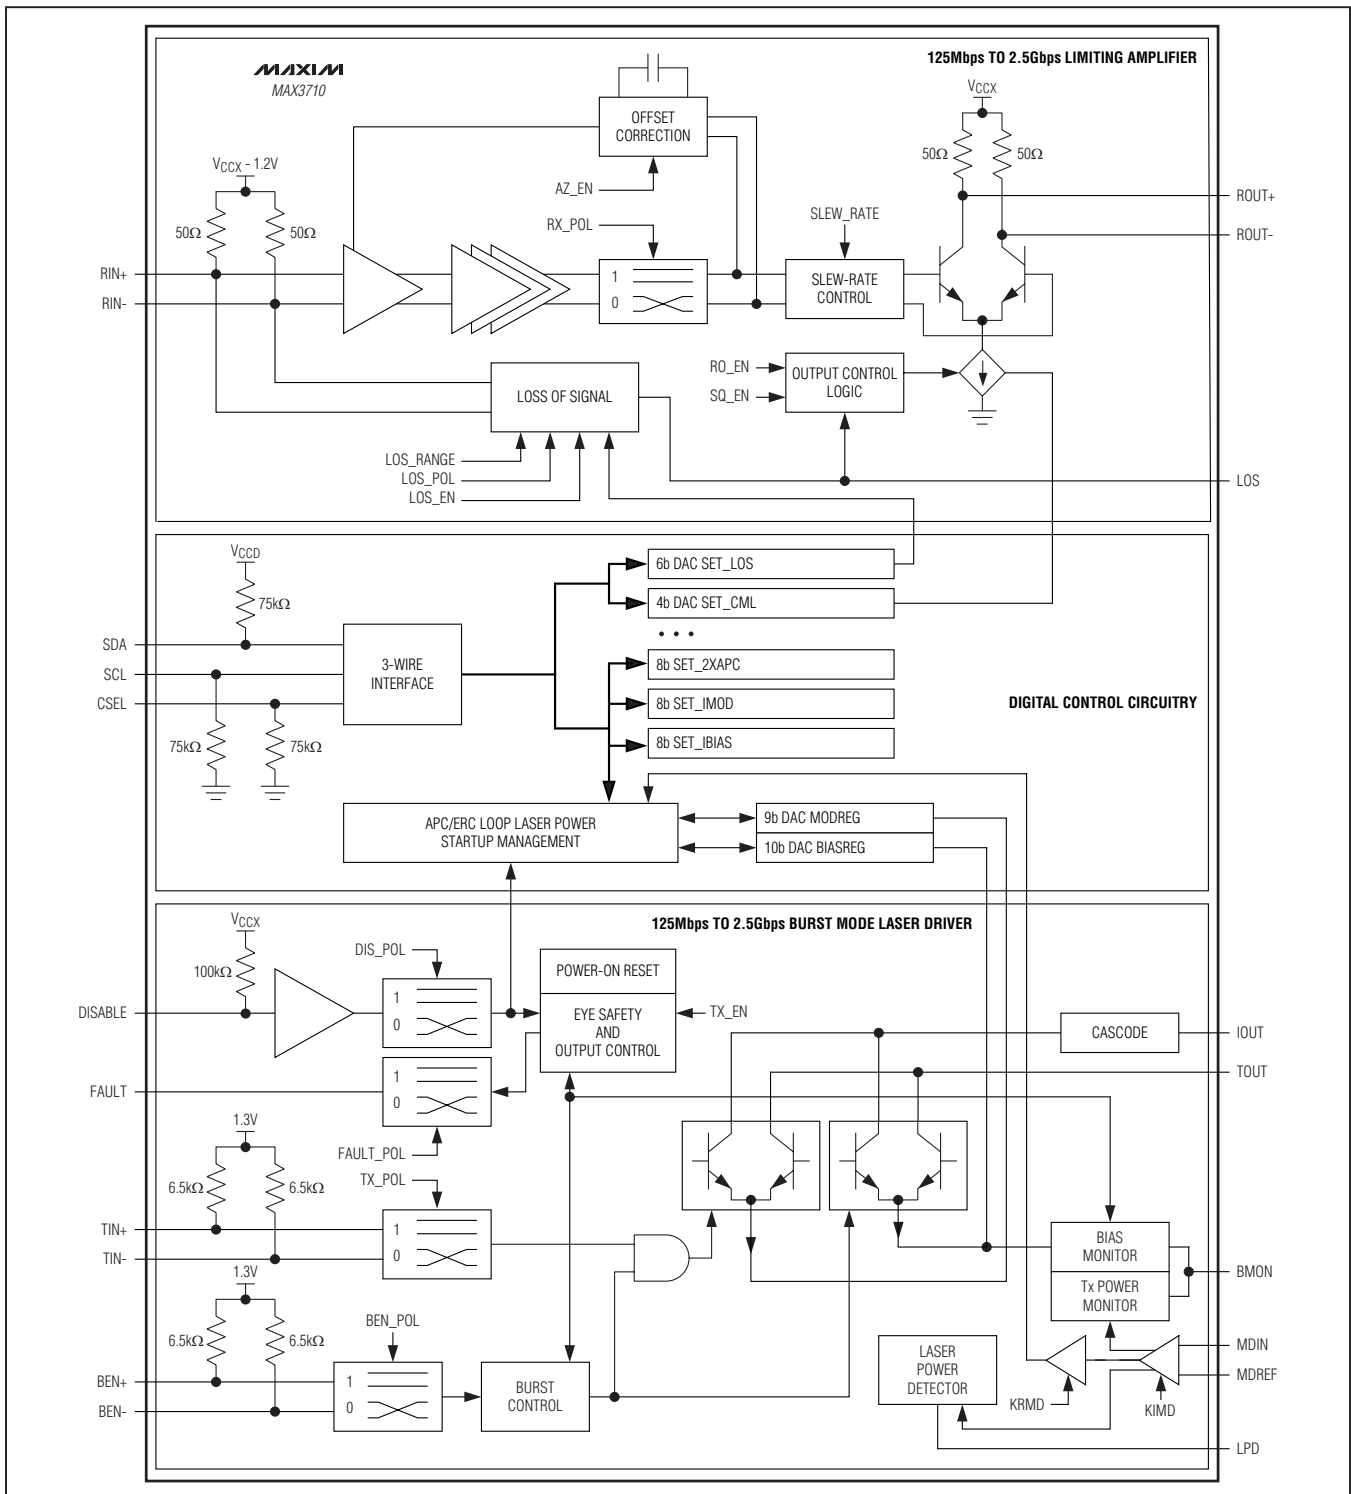 125Mbps TO 2.5Gbps LIMITING AMPLIFIER
MAXIM
MAX3710
VCCX
OFFSET
CORRECTION
50Ω
50Ω
VCCX - 1.2V
AZ_EN
ROUT+
SLEW_RATE
RX_POL
50Ω
50Ω
ROUT-
RIN+
1
SLEW-RATE
CONTROL
RIN-
0
RO_EN
OUTPUT CONTROL
LOGIC
SQ_EN
LOSS OF SIGNAL
LOS_RANGE
LOS_POL
LOS_EN
LOS
VCCD
6b DAC SET_LOS
75kΩ
4b DAC SET_CML
• • •
SDA
3-WIRE
INTERFACE
8b SET_2XAPC
SCL
CSEL
8b SET_IMOD
DIGITAL CONTROL CIRCUITRY
75kΩ
75kΩ
8b SET_IBIAS
APC/ERC LOOP LASER POWER
STARTUP MANAGEMENT
9b DAC MODREG
10b DAC BIASREG
VCCX
125Mbps TO 2.5Gbps BURST MODE LASER DRIVER
DIS_POL
100kΩ
POWER-ON RESET
DISABLE
1
0
EYE SAFETY
AND
OUTPUT CONTROL
TX_EN
CASCODE
IOUT
TOUT
FAULT
1
0
1.3V
FAULT_POL
TX_POL
6.5kΩ
6.5kΩ
TIN+
1
TIN-
0
BIAS
MONITOR
BMON
Tx POWER
MONITOR
1.3V
BEN_POL
6.5kΩ
6.5kΩ
LASER
POWER
DETECTOR
MDIN
MDREF
BEN+
1
BURST
CONTROL
BEN-
0
KRMD
KIMD
LPD